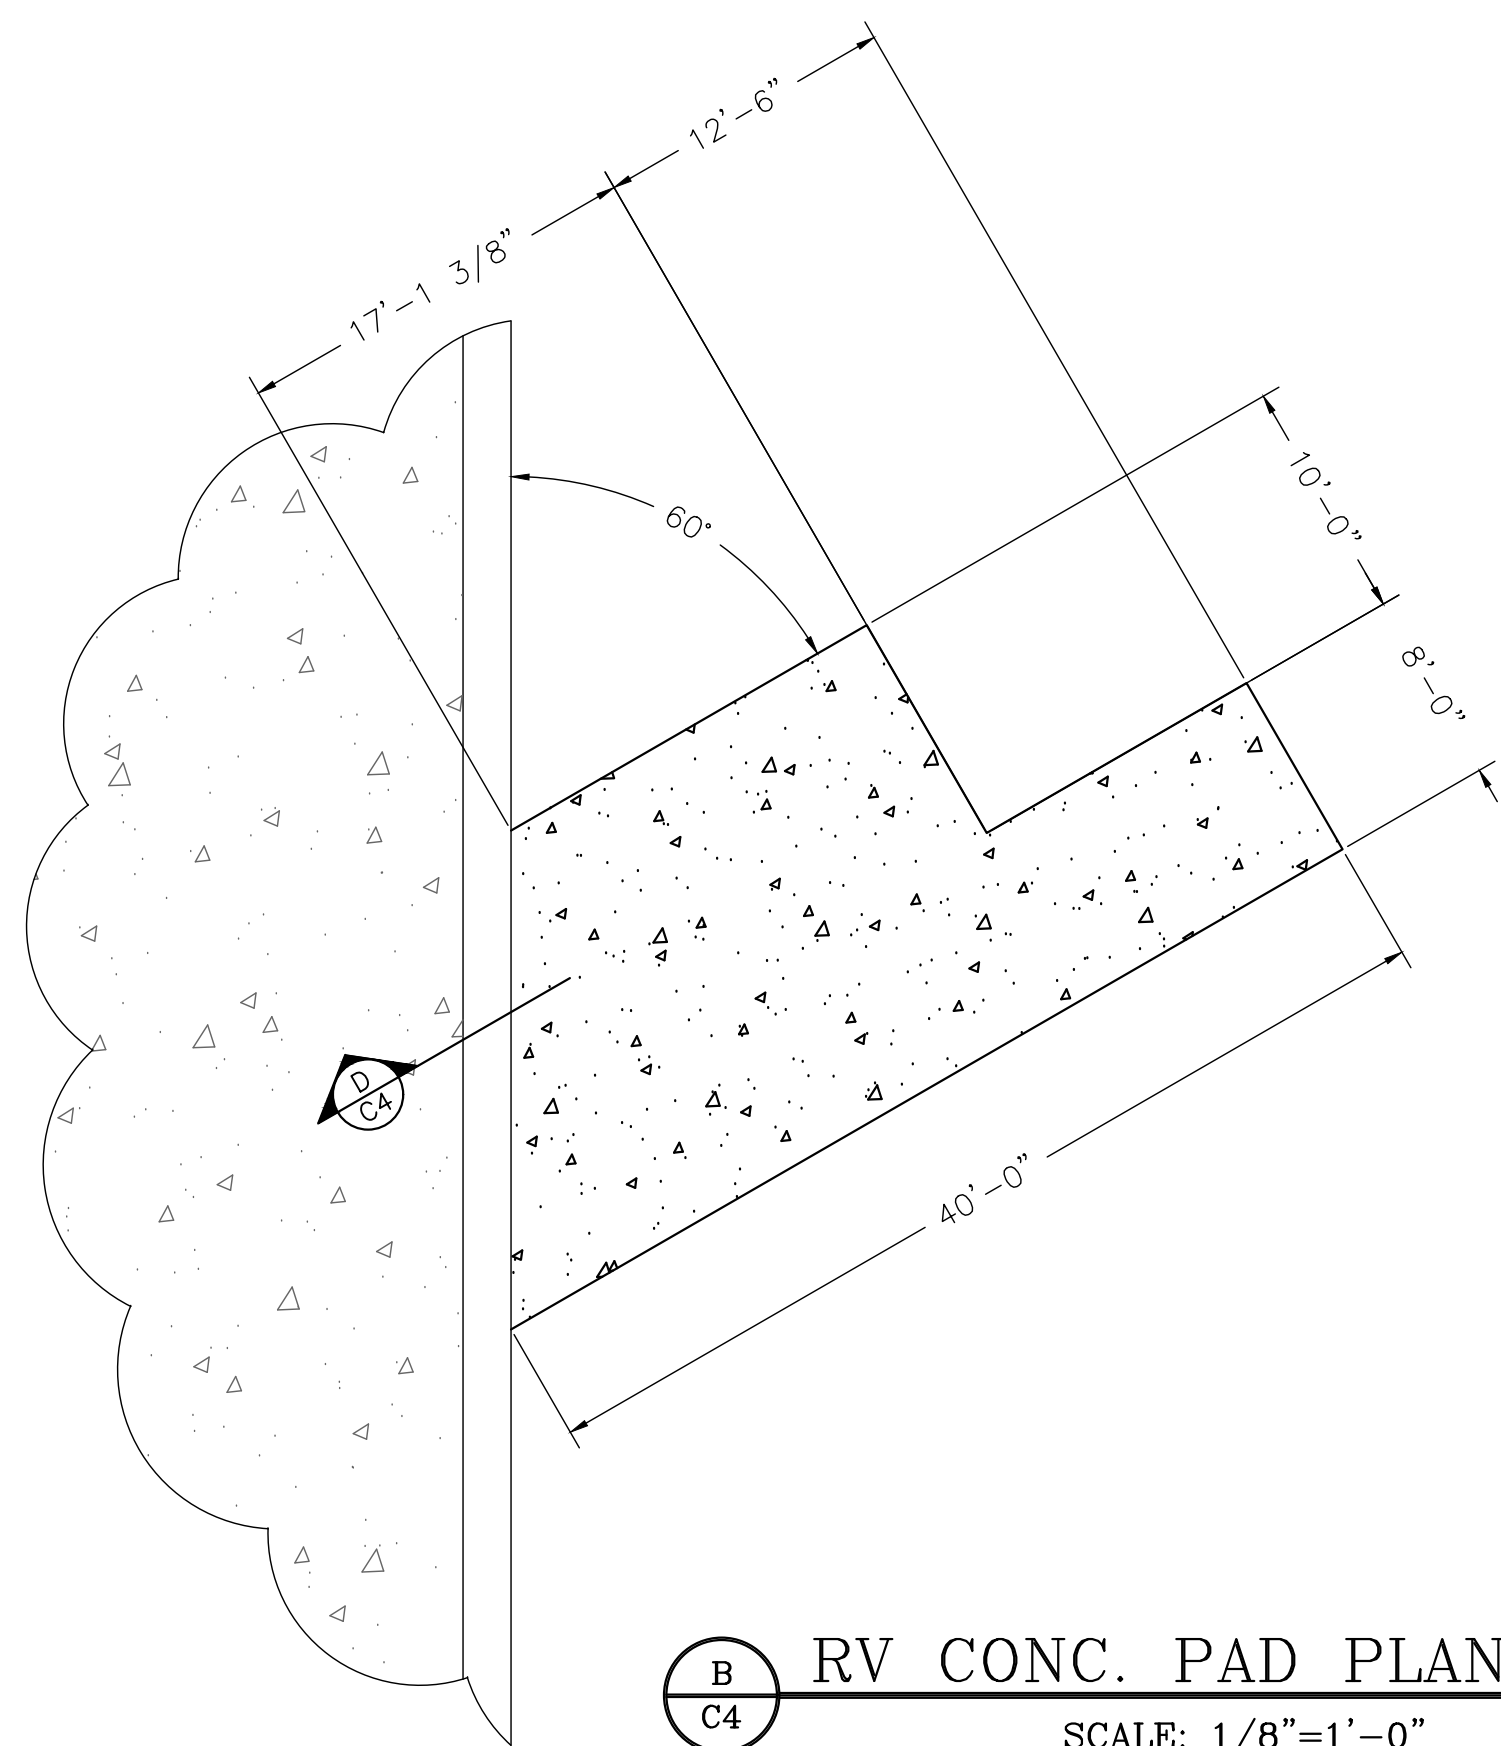 12’-6”
17’-1 3/8”
10’-0”
60°
8’-0”
D
C4
40’-0”
B
C4
RV CONC. PAD PLAN
SCALE: 1/8”=1’-0”